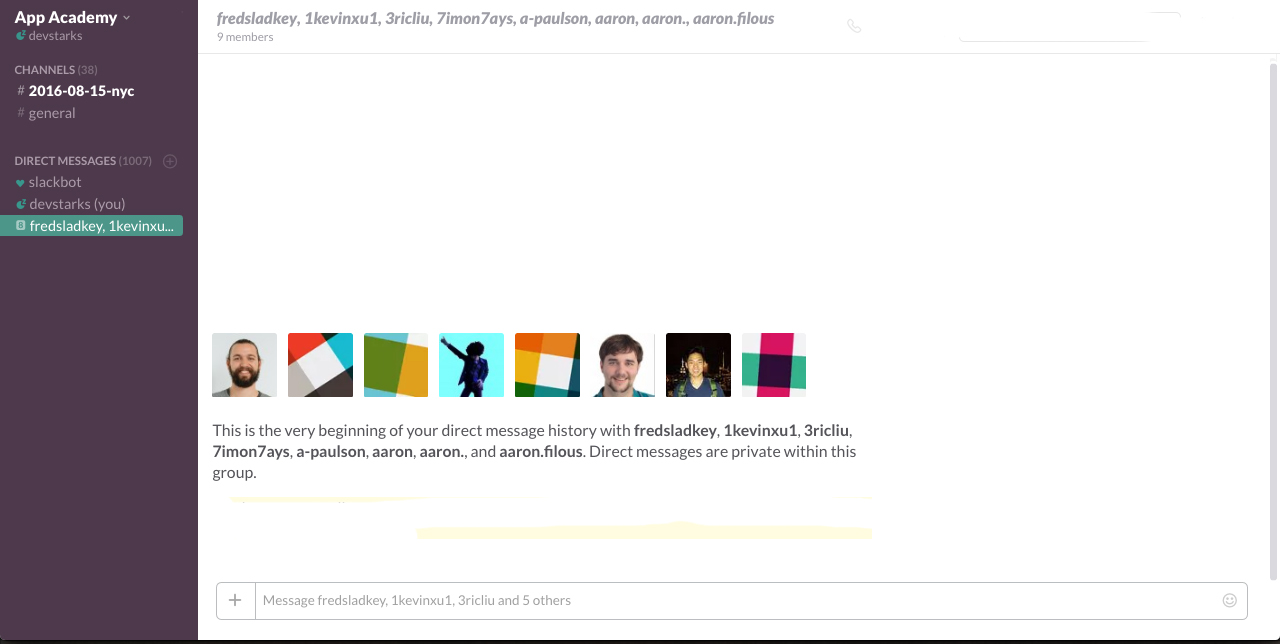 App Academy
devstarks
CHANNELS (38)
# 2016-08-15-nyc
# general
DIRECT MESSAGES (1007)
slackbot
devstarks (you)
fredsladkey, 1kevinxu...
fredsladkey, 1kevinxu1, 3ricliu, 7imon7ays, a-paulson, aaron, aaron., aaron.filous
9 members
This is the very beginning of your direct message history with fredsladkey, 1kevinxu1, 3ricliu,
7imon7ays, a-paulson, aaron, aaron., and aaron.filous. Direct messages are private within this
group.
Message fredsladkey, 1kevinxu1, 3ricliu and 5 others